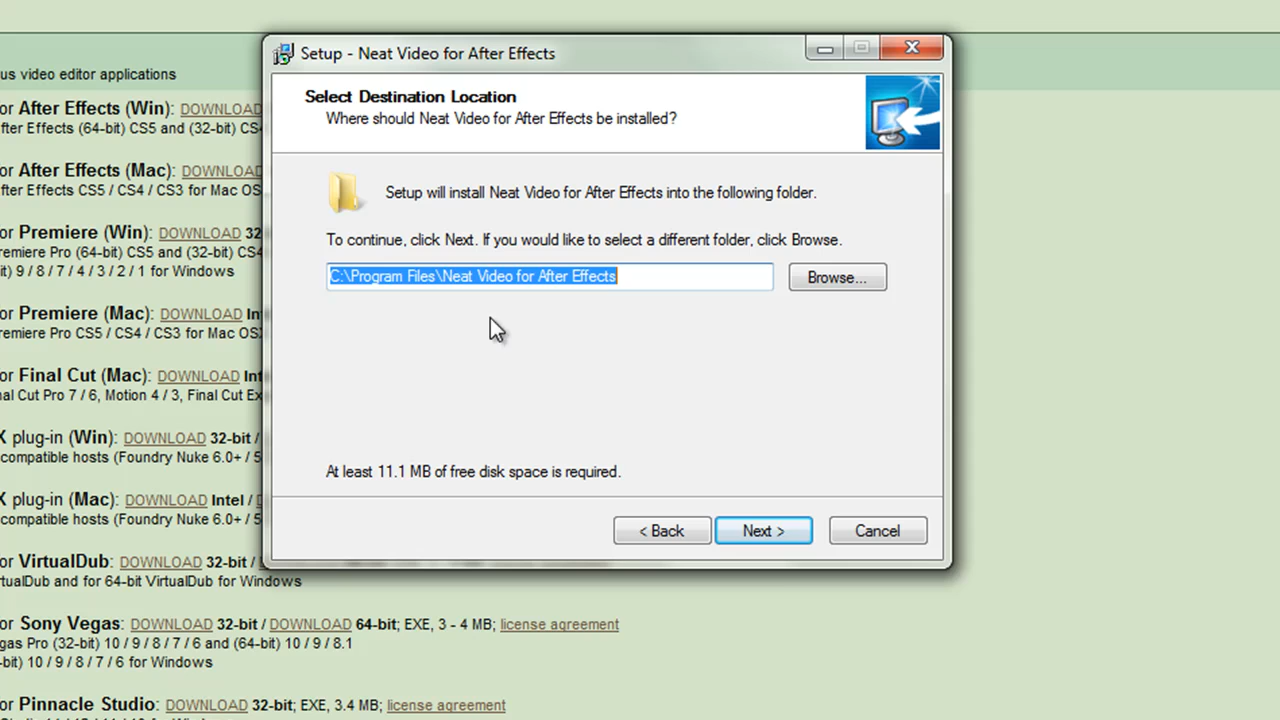 Setup - Neat Video for After Effects
Select Destination Location
Where should Neat Video for After Effects be installed?
Setup will install Neat Video for After Effects into the following folder.
To continue, click Next. If you would like to select a different folder, click Browse.
C:\Program Files\Neat Video for After Effects
Browse...
At least 11.1 MB of free disk space is required.
< Back
Next >
Cancel
us video editor applications
or After Effects (Win): DOWNLOAD
fter Effects (64-bit) CS5 and (32-bit) CS4
or After Effects (Mac): DOWNLOAD
fter Effects CS5 / CS4 / CS3 for Mac OS
or Premiere (Win): DOWNLOAD 32
remiere Pro (64-bit) CS5 and (32-bit) CS4
it) 9 / 8 / 7 / 4 / 3 / 2 / 1 for Windows
or Premiere (Mac): DOWNLOAD Int
remiere Pro CS5 / CS4 / CS3 for Mac OSX
or Final Cut (Mac): DOWNLOAD Int
nal Cut Pro 7 / 6, Motion 4 / 3, Final Cut Ex
X plug-in (Win): DOWNLOAD 32-bit /
compatible hosts (Foundry Nuke 6.0+ / 5
X plug-in (Mac): DOWNLOAD Intel /
compatible hosts (Foundry Nuke 6.0+ / 5
or VirtualDub: DOWNLOAD 32-bit /
rtualDub and for 64-bit VirtualDub for Windows
or Sony Vegas: DOWNLOAD 32-bit / DOWNLOAD 64-bit; EXE, 3 - 4 MB; license agreement
gas Pro (32-bit) 10 / 9 / 8 / 7 / 6 and (64-bit) 10 / 9 / 8.1
-bit) 10 / 9 / 8 / 7 / 6 for Windows
or Pinnacle Studio: DOWNLOAD 32-bit; EXE, 3.4 MB; license agreement